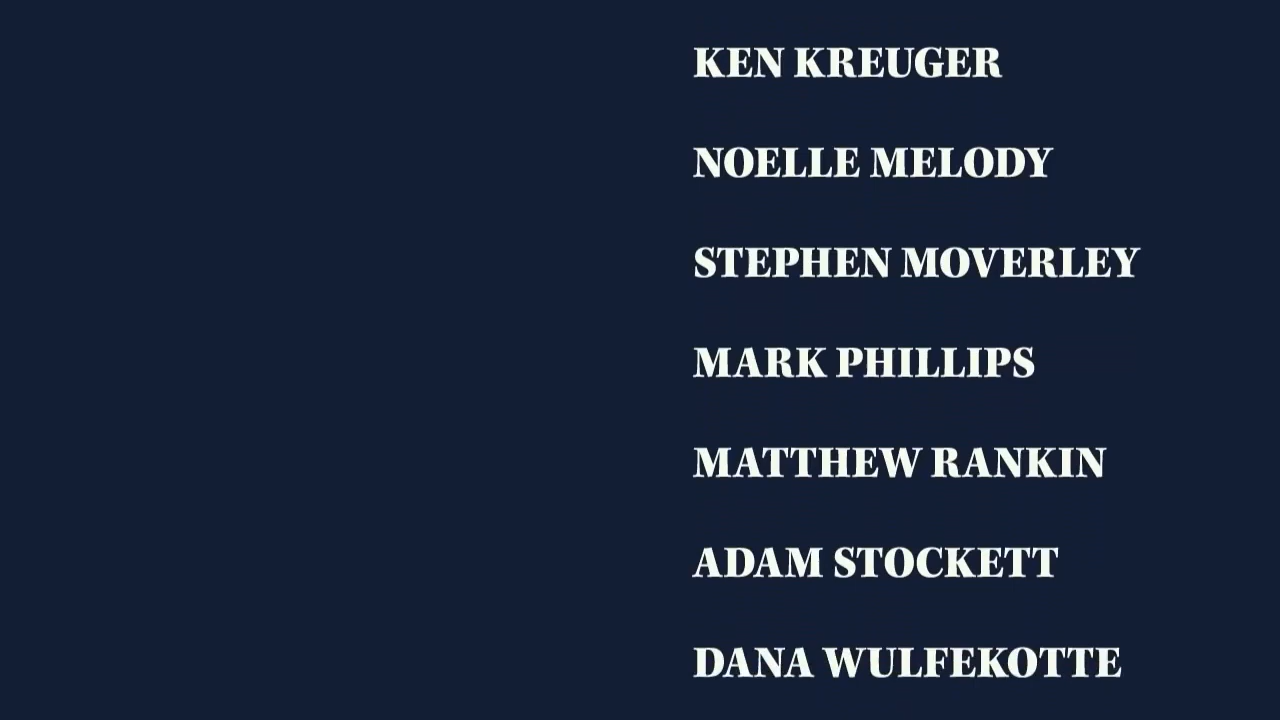 KEN KREUGER
NOELLE MELODY
STEPHEN MOVERLEY
MARK PHILLIPS
MATTHEW RANKIN
ADAM STOCKETT
DANA WULFEKOTTE